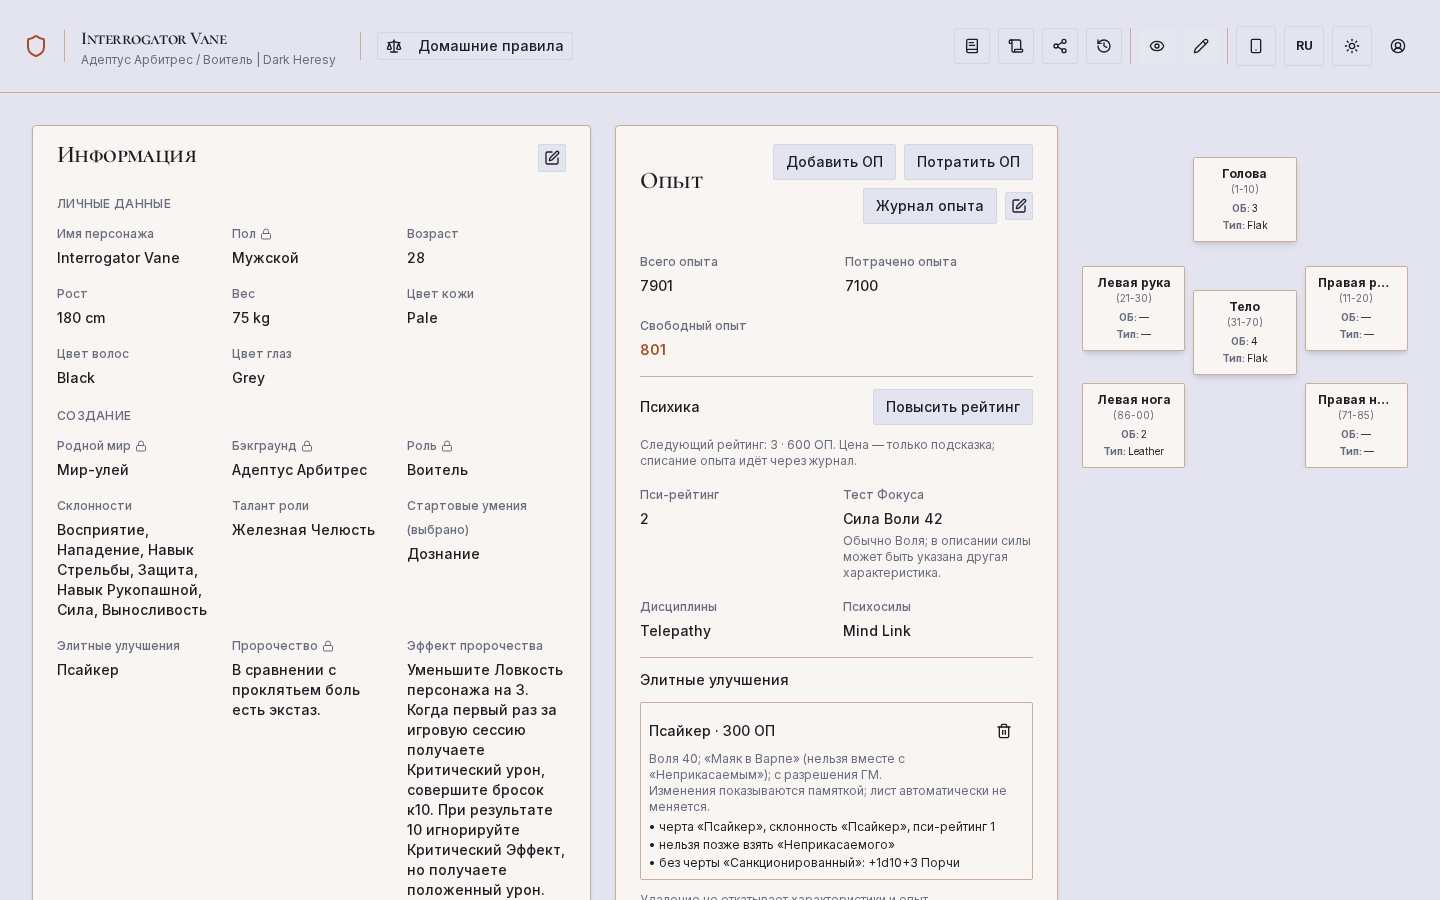 Interrogator Vane
Адептус Арбитрес / Воитель | Dark Heresy
Домашние правила
RU
Информация
ЛИЧНЫЕ ДАННЫЕ
Имя персонажа
Interrogator Vane
Пол
Мужской
Возраст
28
Рост
180 cm
Вес
75 kg
Цвет кожи
Pale
Цвет волос
Black
Цвет глаз
Grey
СОЗДАНИЕ
Родной мир
Мир-улей
Бэкграунд
Адептус Арбитрес
Роль
Воитель
Склонности
Восприятие,
Нападение, Навык
Стрельбы, Защита,
Навык Рукопашной,
Сила, Выносливость
Талант роли
Железная Челюсть
Стартовые умения
(выбрано)
Дознание
Элитные улучшения
Псайкер
Пророчество
В сравнении с
проклятьем боль
есть экстаз.
Эффект пророчества
Уменьшите Ловкость
персонажа на 3.
Когда первый раз за
игровую сессию
получаете
Критический урон,
совершите бросок
к10. При результате
10 игнорируйте
Критический Эффект,
но получаете
положенный урон.
Опыт
Добавить ОП
Потратить ОП
Журнал опыта
Всего опыта
7901
Потрачено опыта
7100
Свободный опыт
801
Психика
Повысить рейтинг
Следующий рейтинг: 3 · 600 ОП. Цена — только подсказка;
списание опыта идёт через журнал.
Пси-рейтинг
2
Тест Фокуса
Сила Воли 42
Обычно Воля; в описании силы
может быть указана другая
характеристика.
Дисциплины
Telepathy
Психосилы
Mind Link
Элитные улучшения
Псайкер · 300 ОП
Воля 40; «Маяк в Варпе» (нельзя вместе с
«Неприкасаемым»); с разрешения ГМ.
Изменения показываются памяткой; лист автоматически не
меняется.
• черта «Псайкер», склонность «Псайкер», пси-рейтинг 1
• нельзя позже взять «Неприкасаемого»
• без черты «Санкционированный»: +1d10+3 Порчи
Удаление не откатывает характеристики и опыт
Голова
(1-10)
ОБ: 3
Тип: Flak
Левая рука
(21-30)
ОБ: —
Тип: —
Тело
(31-70)
ОБ: 4
Тип: Flak
Правая р...
(11-20)
ОБ: —
Тип: —
Левая нога
(86-00)
ОБ: 2
Тип: Leather
Правая н...
(71-85)
ОБ: —
Тип: —